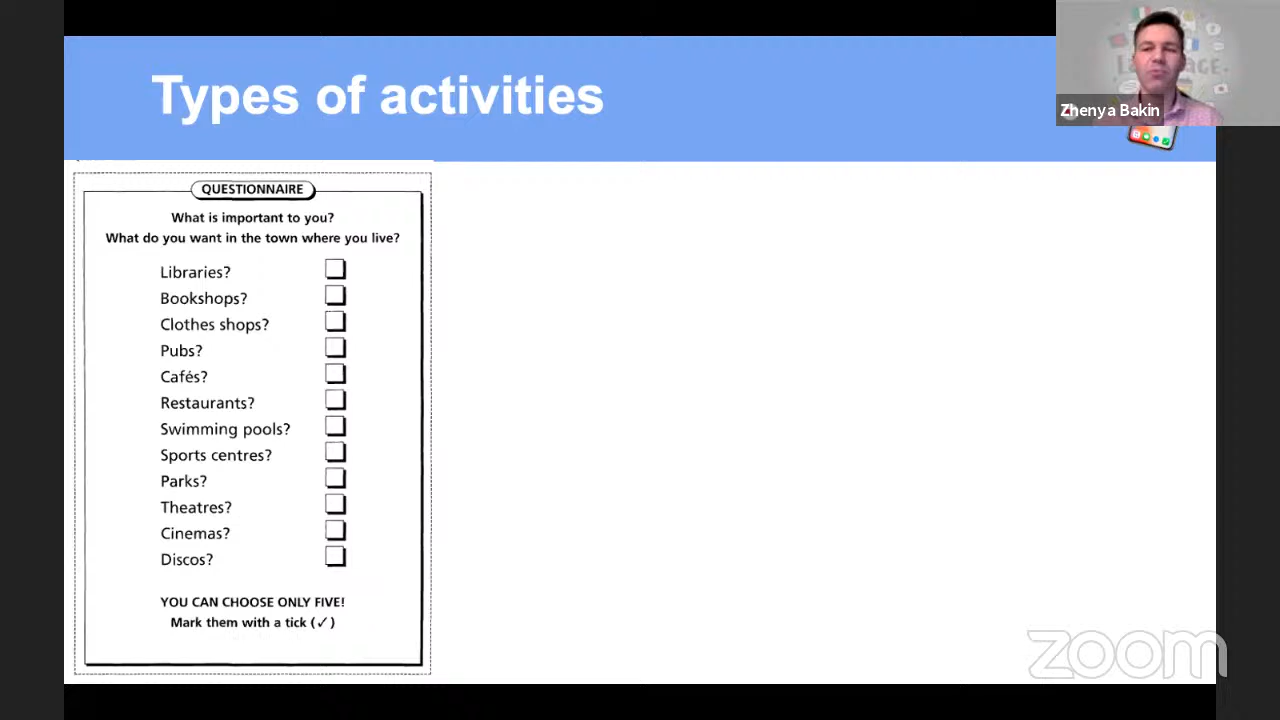 Types of activities
Zhenya Bakin
QUESTIONNAIRE
What is important to you?
What do you want in the town where you live?
Libraries?
Bookshops?
Clothes shops?
Pubs?
Cafés?
Restaurants?
Swimming pools?
Sports centres?
Parks?
Theatres?
Cinemas?
Discos?
YOU CAN CHOOSE ONLY FIVE!
Mark them with a tick (✓)
zoom